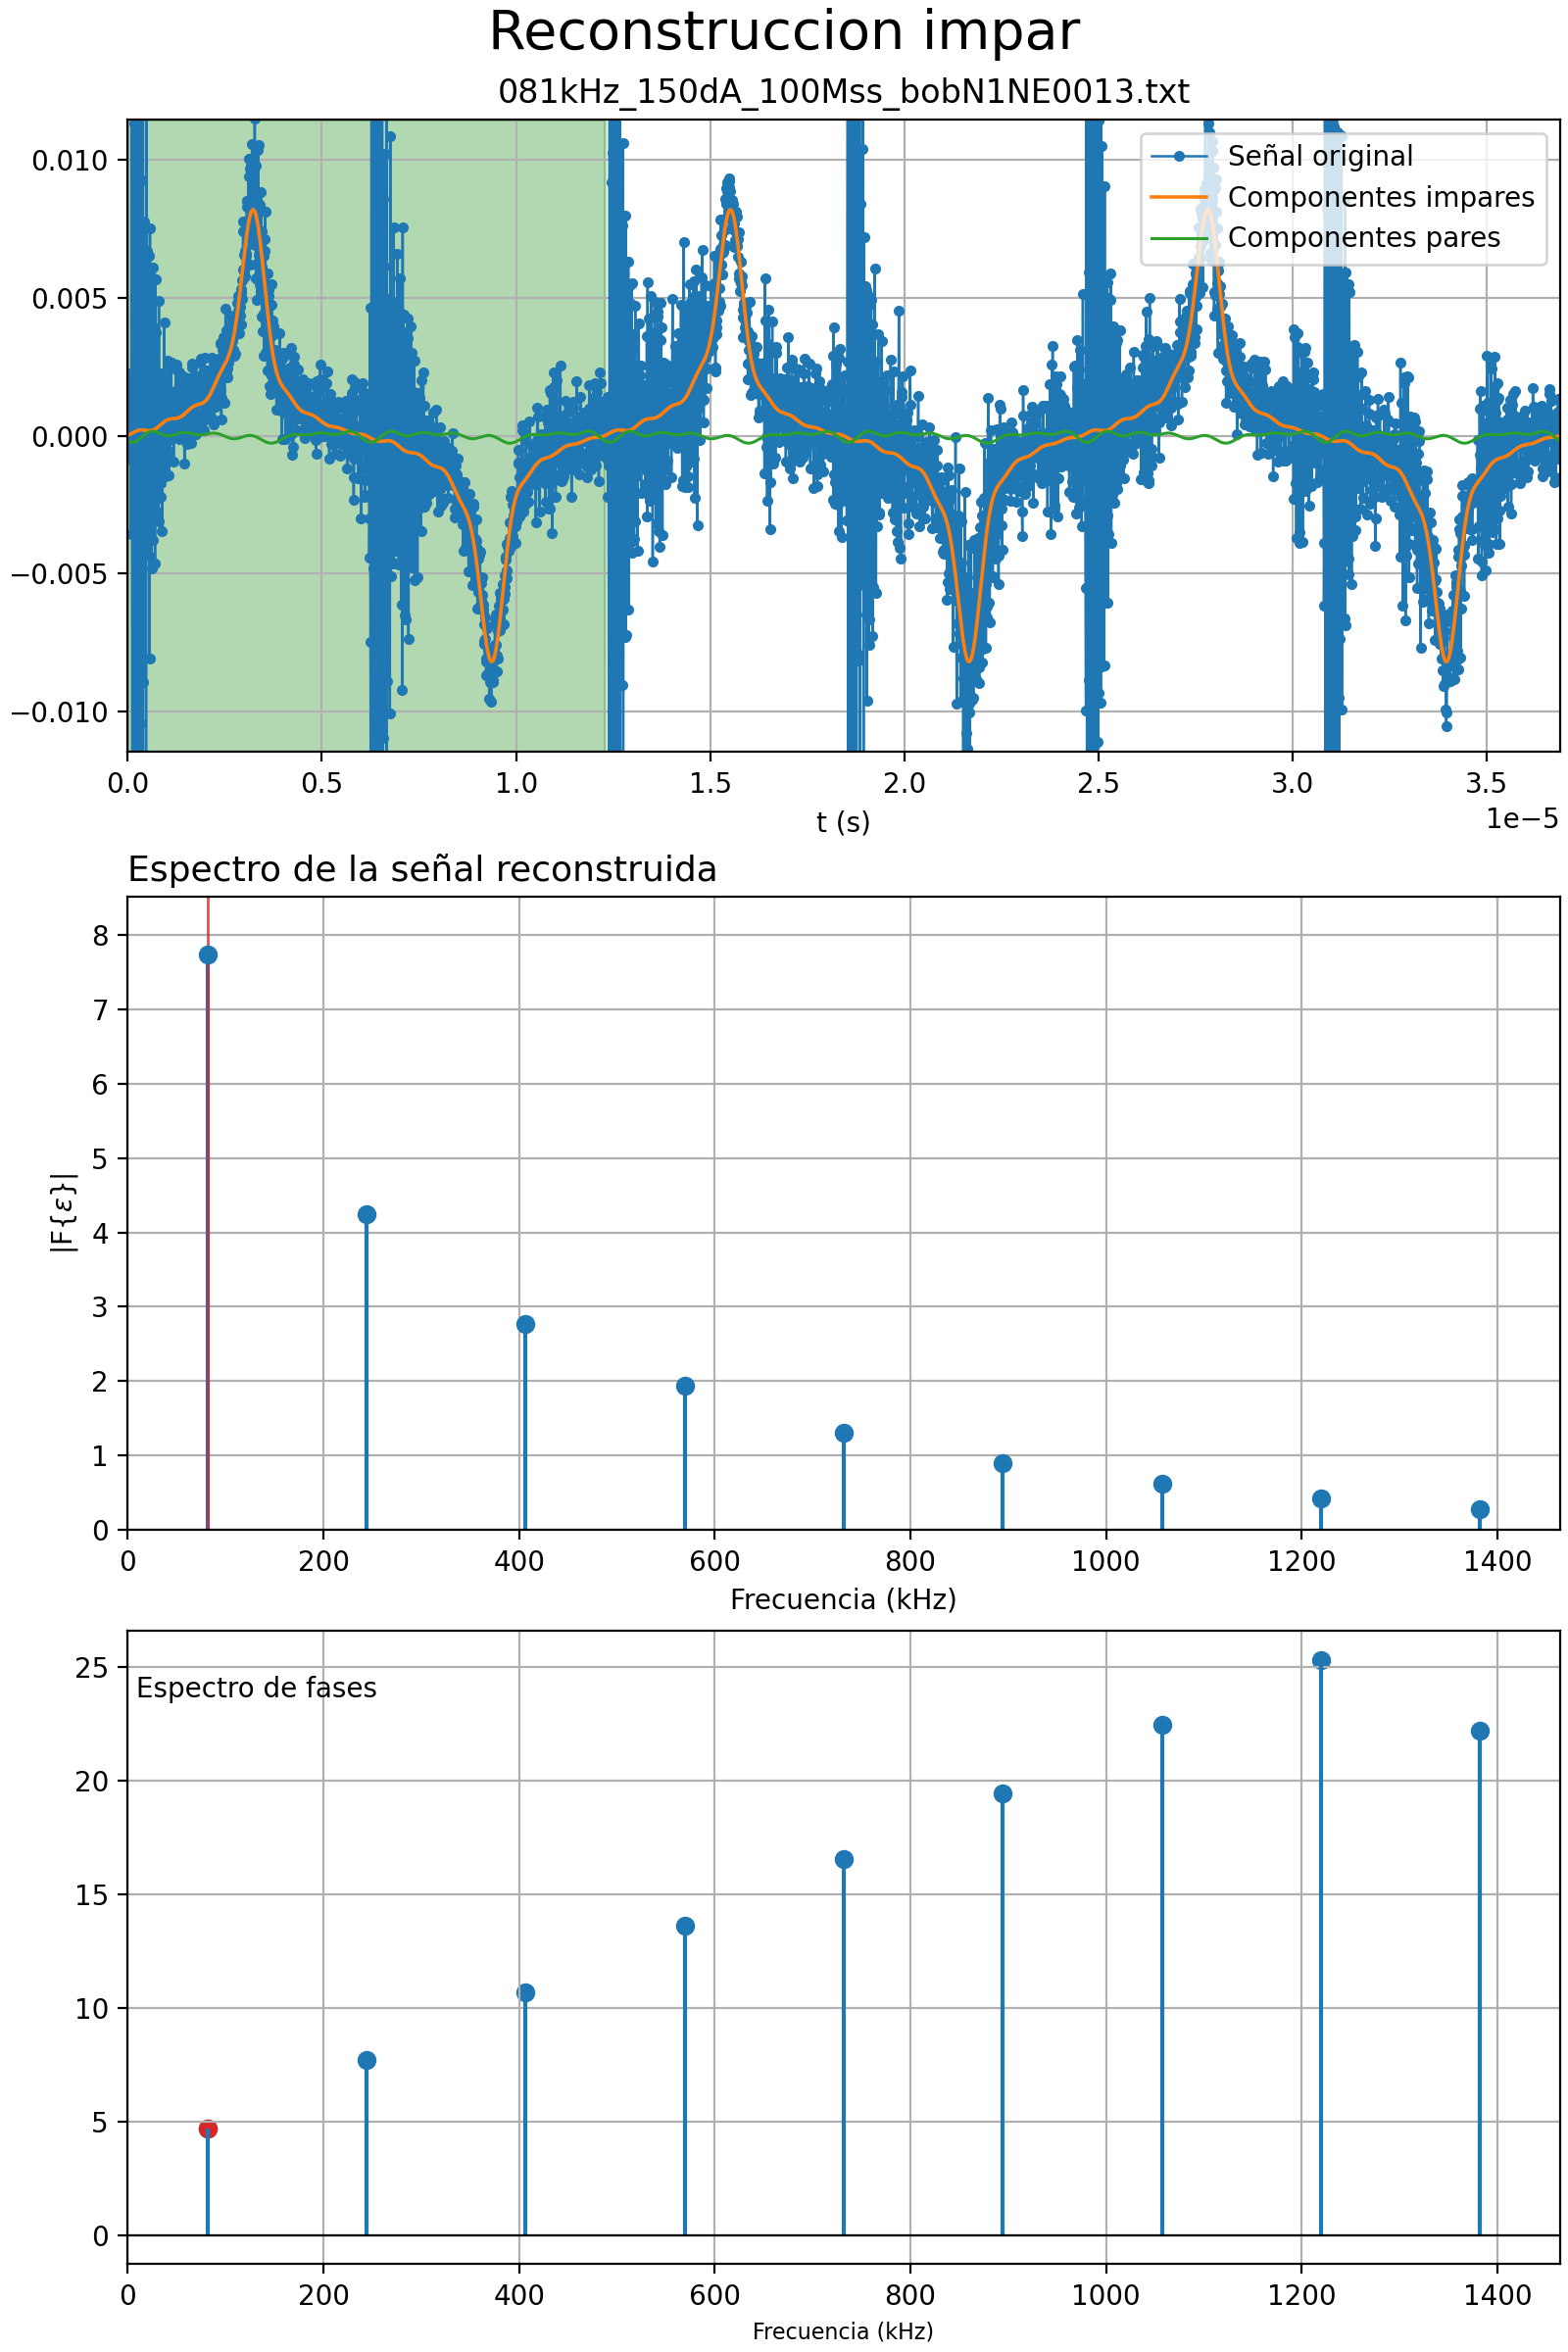 Reconstruccion impar
081kHz_150dA_100Mss_bobN1NE0013.txt
0.010
0.005
0.000
−0.005
−0.010
Señal original
Componentes impares
Componentes pares
0.0 0.5 1.0 1.5 2.0 2.5 3.0 3.5
t (s)
1e−5
Espectro de la señal reconstruida
8
7
6
5
4
3
2
1
0
|F{ε}|
0 200 400 600 800 1000 1200 1400
Frecuencia (kHz)
Espectro de fases
25
20
15
10
5
0
0 200 400 600 800 1000 1200 1400
Frecuencia (kHz)